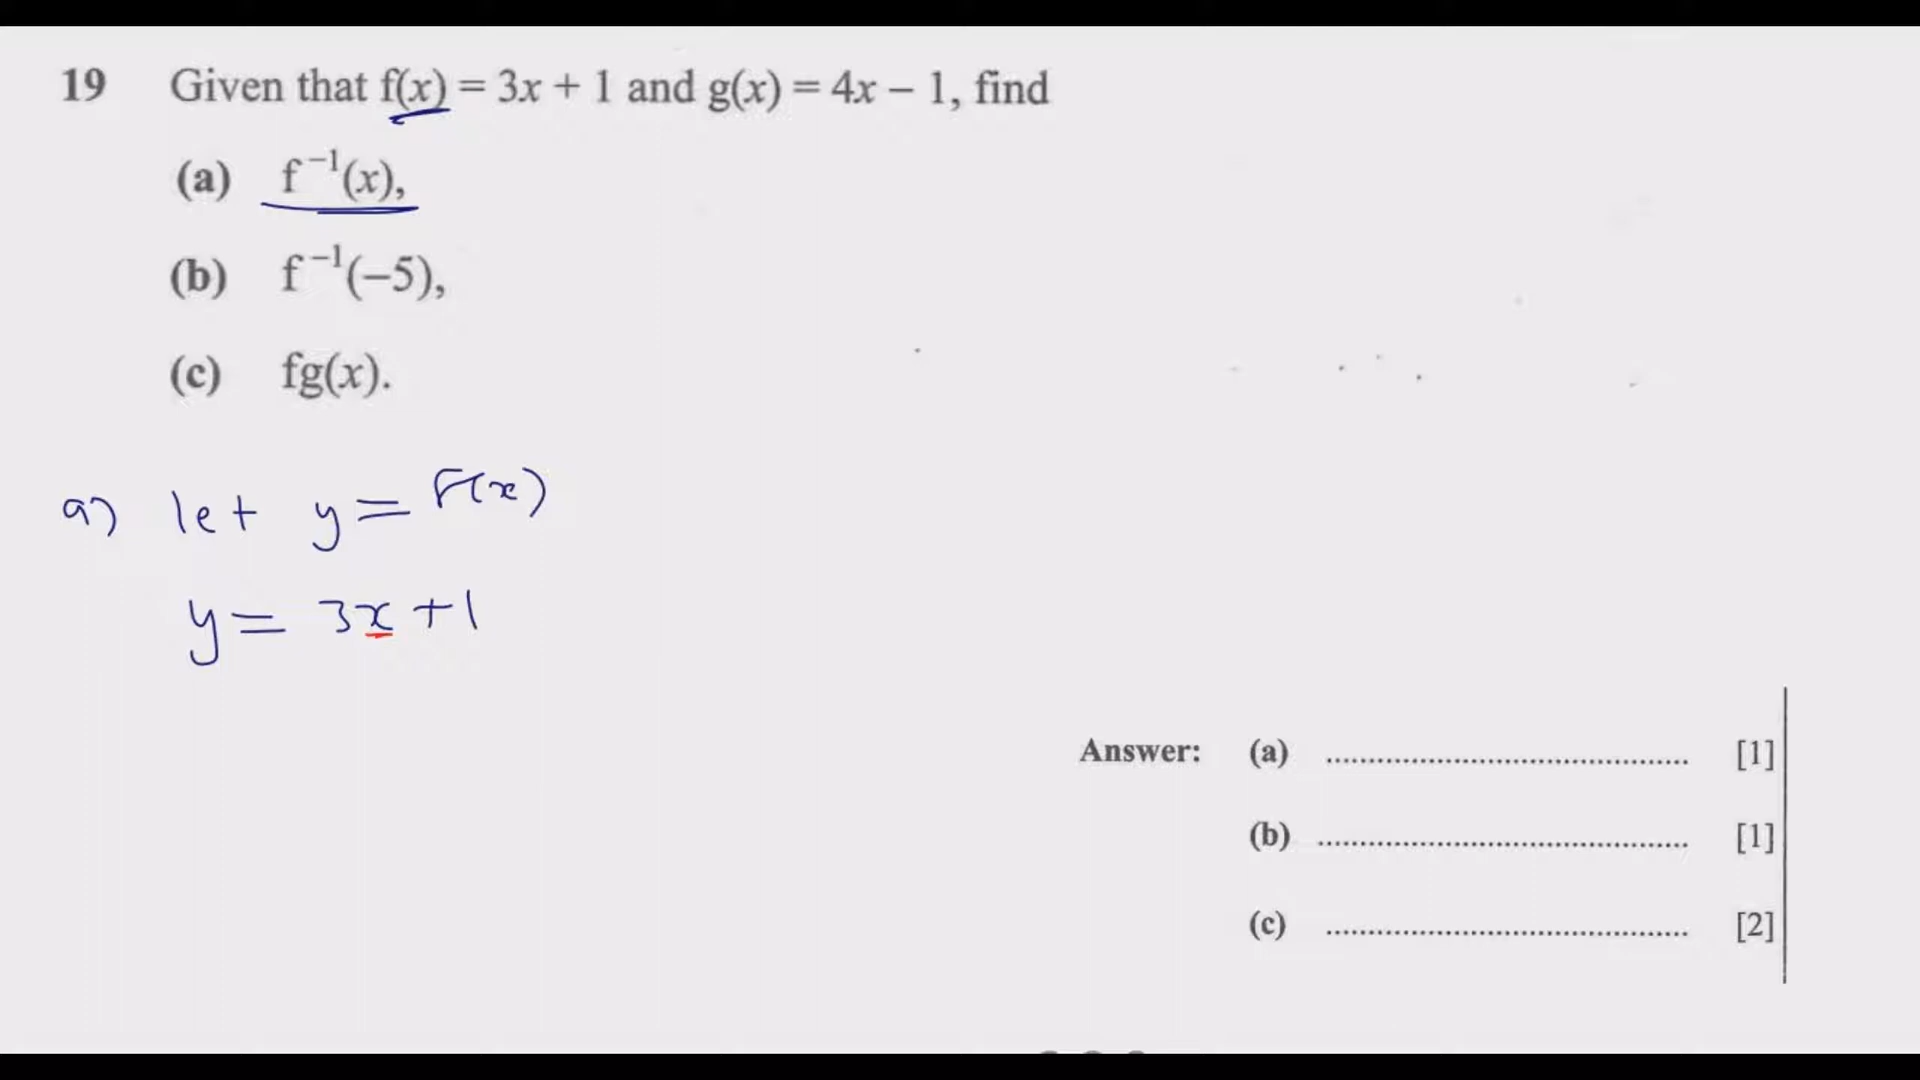 19 Given that f(x) = 3x + 1 and g(x) = 4x – 1, find
(a) f⁻¹(x),
(b) f⁻¹(–5),
(c) fg(x).
a) let y = f(x)
y = 3x + 1
Answer: (a) ........................................ [1]
(b) ........................................ [1]
(c) ........................................ [2]